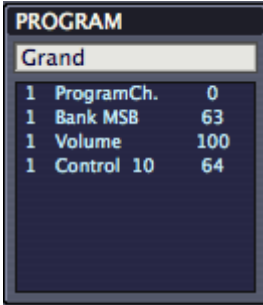 PROGRAM
Grand
1 ProgramCh. 0
1 Bank MSB 63
1 Volume 100
1 Control 10 64